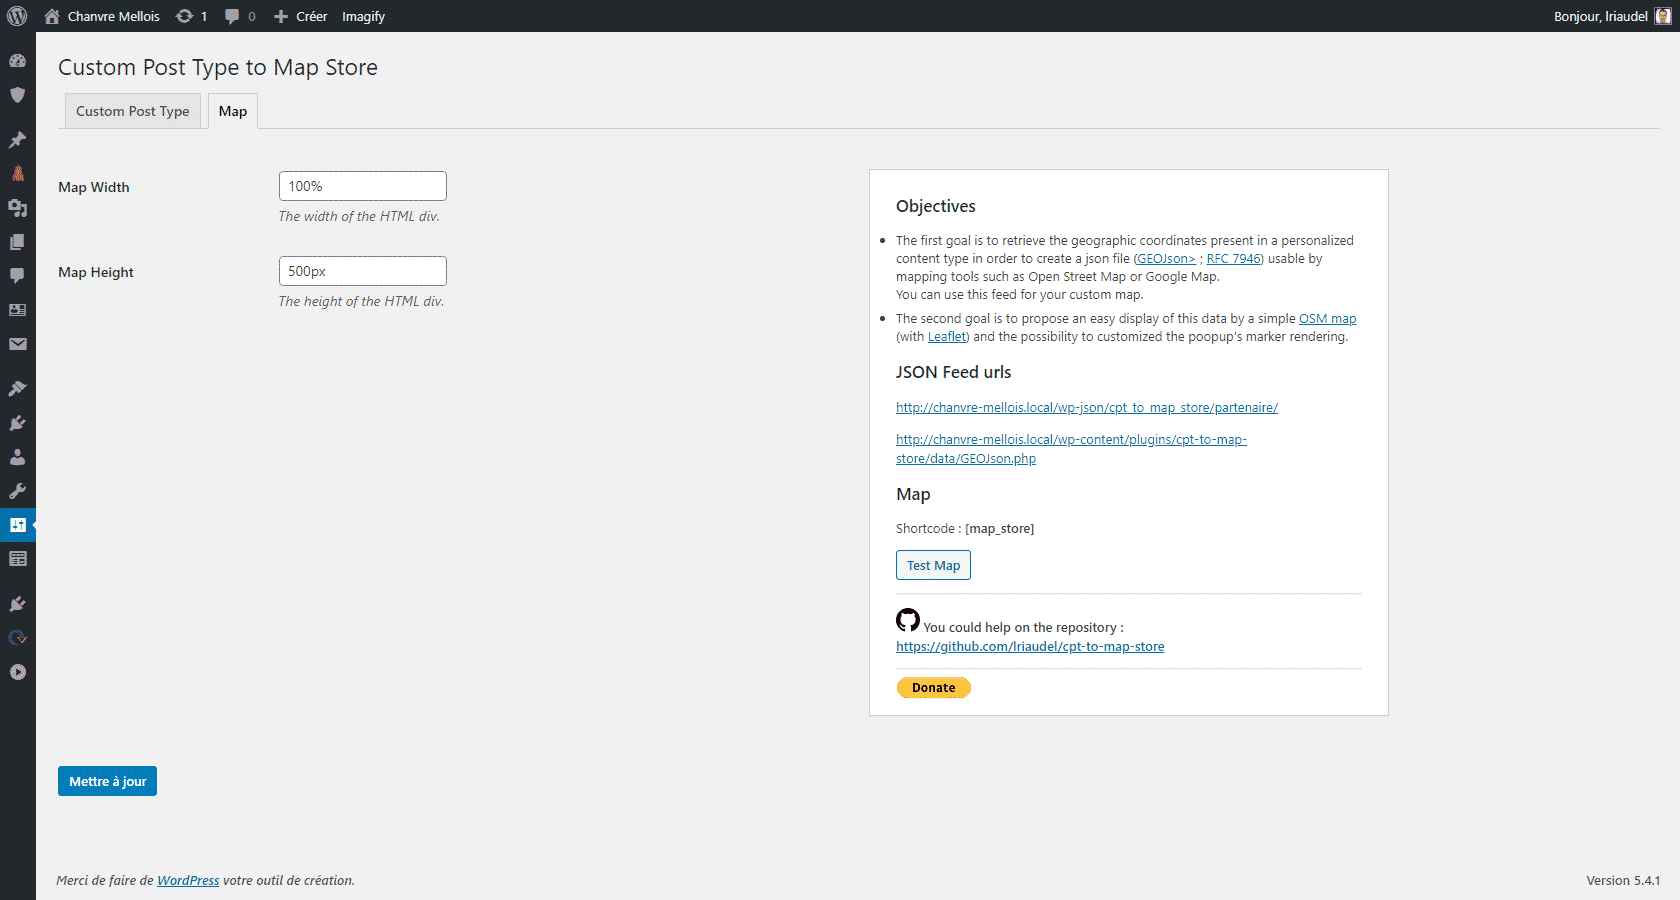 Chanvre Mellois 1 0 Créer Imagify Bonjour, lriaudel
Custom Post Type to Map Store
Custom Post Type Map
Map Width 100%
The width of the HTML div.
Map Height 500px
The height of the HTML div.
Objectives
The first goal is to retrieve the geographic coordinates present in a personalized
content type in order to create a json file (GEOJson> ; RFC 7946) usable by
mapping tools such as Open Street Map or Google Map.
You can use this feed for your custom map.
The second goal is to propose an easy display of this data by a simple OSM map
(with Leaflet) and the possibility to customized the poopup's marker rendering.
JSON Feed urls
http://chanvre-mellois.local/wp-json/cpt_to_map_store/partenaire/
http://chanvre-mellois.local/wp-content/plugins/cpt-to-map-
store/data/GEOJson.php
Map
Shortcode : [map_store]
Test Map
You could help on the repository :
https://github.com/lriaudel/cpt-to-map-store
Donate
Mettre à jour
Merci de faire de WordPress votre outil de création. Version 5.4.1